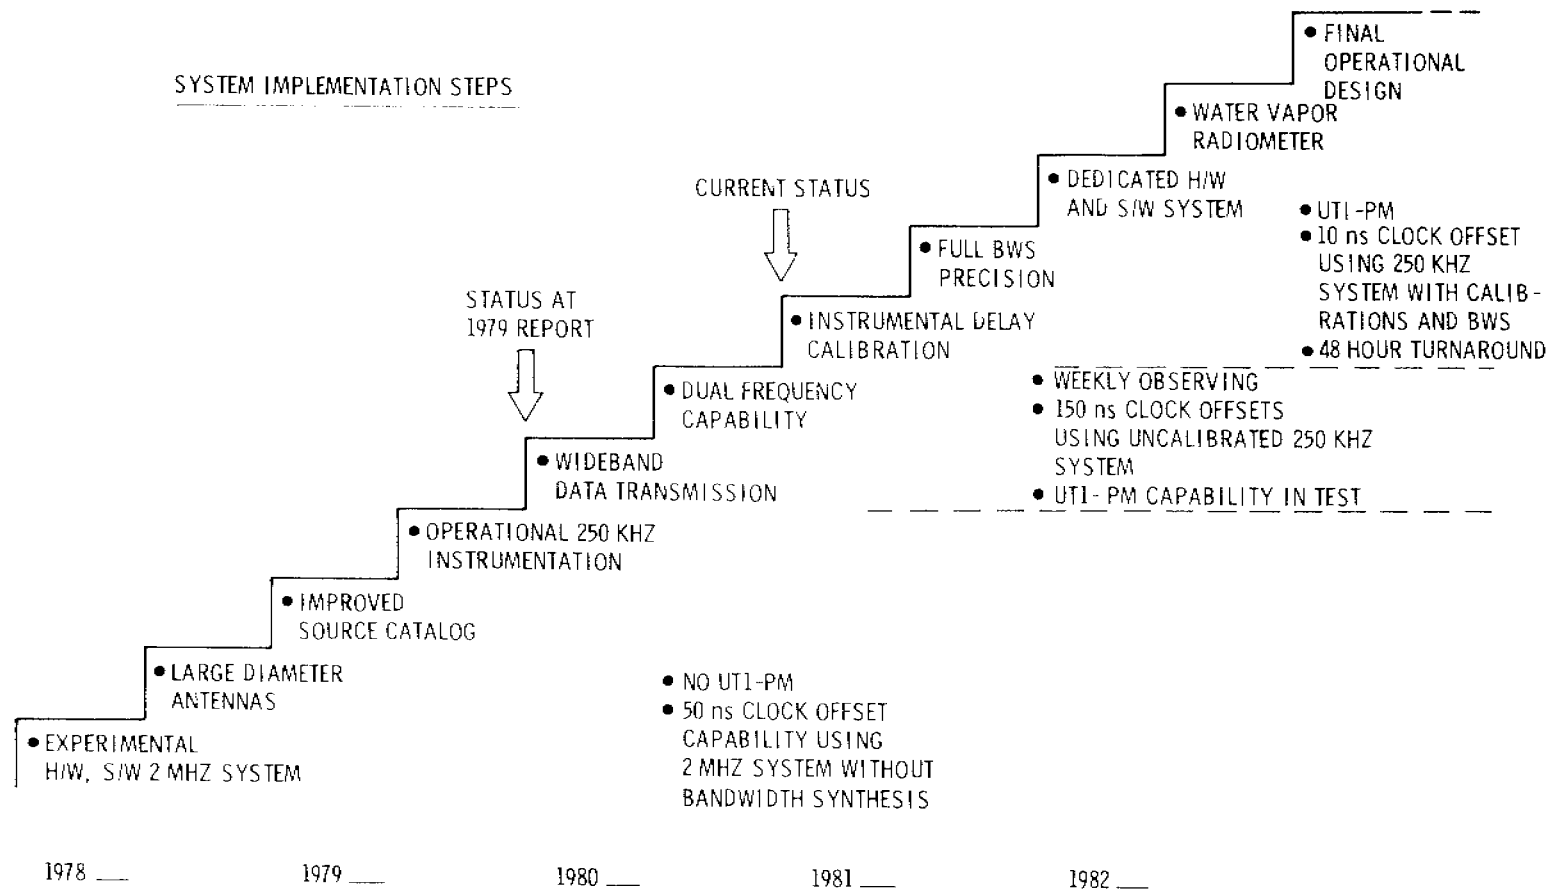 SYSTEM IMPLEMENTATION STEPS
• FINAL
OPERATIONAL
DESIGN
• WATER VAPOR
RADIOMETER
• DEDICATED H/W
AND S/W SYSTEM
CURRENT STATUS
• FULL BWS
PRECISION
• UT1-PM
• 10 ns CLOCK OFFSET
USING 250 KHZ
SYSTEM WITH CALIB-
RATIONS AND BWS
• 48 HOUR TURNAROUND
STATUS AT
1979 REPORT
• INSTRUMENTAL DELAY
CALIBRATION
• DUAL FREQUENCY
CAPABILITY
• WEEKLY OBSERVING
• 150 ns CLOCK OFFSETS
USING UNCALIBRATED 250 KHZ
SYSTEM
• UT1-PM CAPABILITY IN TEST
• WIDEBAND
DATA TRANSMISSION
• OPERATIONAL 250 KHZ
INSTRUMENTATION
• IMPROVED
SOURCE CATALOG
• LARGE DIAMETER
ANTENNAS
• NO UT1-PM
• 50 ns CLOCK OFFSET
CAPABILITY USING
2 MHZ SYSTEM WITHOUT
BANDWIDTH SYNTHESIS
• EXPERIMENTAL
H/W, S/W 2 MHZ SYSTEM
1978 __ 1979 __ 1980 __ 1981 __ 1982 __